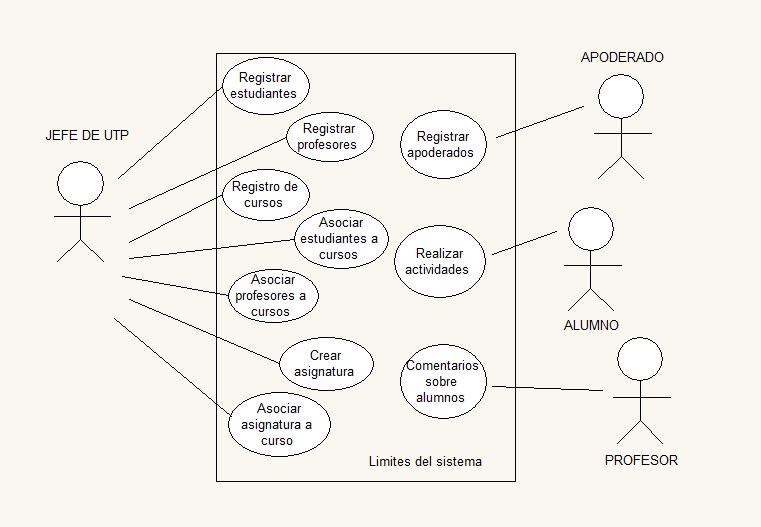 APODERADO
Registrar
estudiantes
JEFE DE UTP
Registrar
profesores
Registrar
apoderados
Registro de
cursos
Asociar
estudiantes a
cursos
Realizar
actividades
Asociar
profesores a
cursos
ALUMNO
Crear
asignatura
Comentarios
sobre
alumnos
Asociar
asignatura a
curso
Limites del sistema
PROFESOR